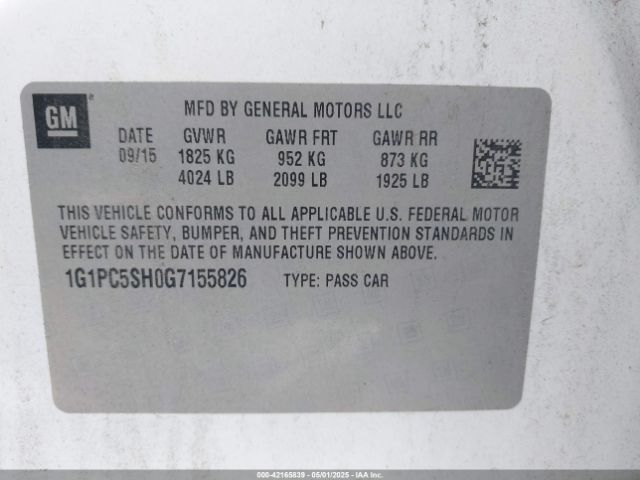 GM
MFD BY GENERAL MOTORS LLC
DATE GVWR GAWR FRT GAWR RR
09/15 1825 KG 952 KG 873 KG
4024 LB 2099 LB 1925 LB
THIS VEHICLE CONFORMS TO ALL APPLICABLE U.S. FEDERAL MOTOR
VEHICLE SAFETY, BUMPER, AND THEFT PREVENTION STANDARDS IN
EFFECT ON THE DATE OF MANUFACTURE SHOWN ABOVE.
1G1PC5SH0G7155826 TYPE: PASS CAR
000-42165839 - 05/01/2025 - IAAI.COM